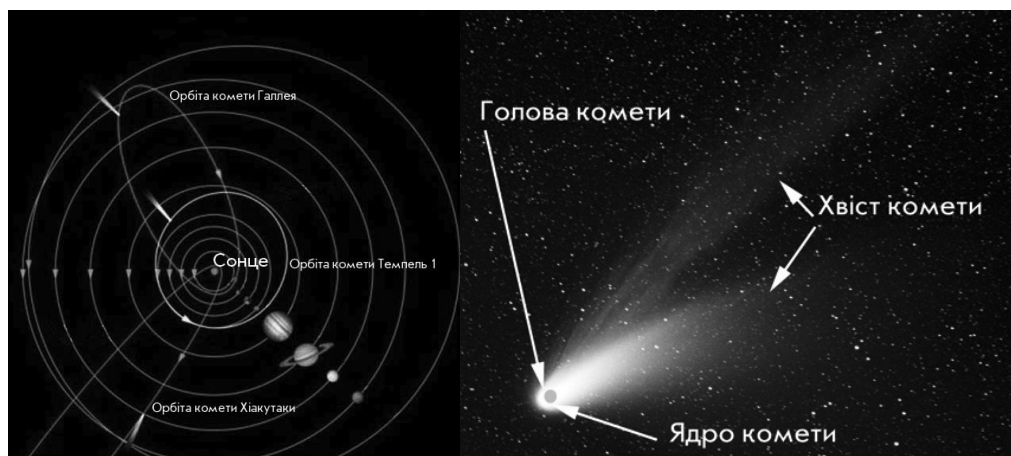 Орбіта комети Галлея
Сонце
Орбіта комети Темпель 1
Орбіта комети Хіакутаки
Голова комети
Хвіст комети
Ядро комети